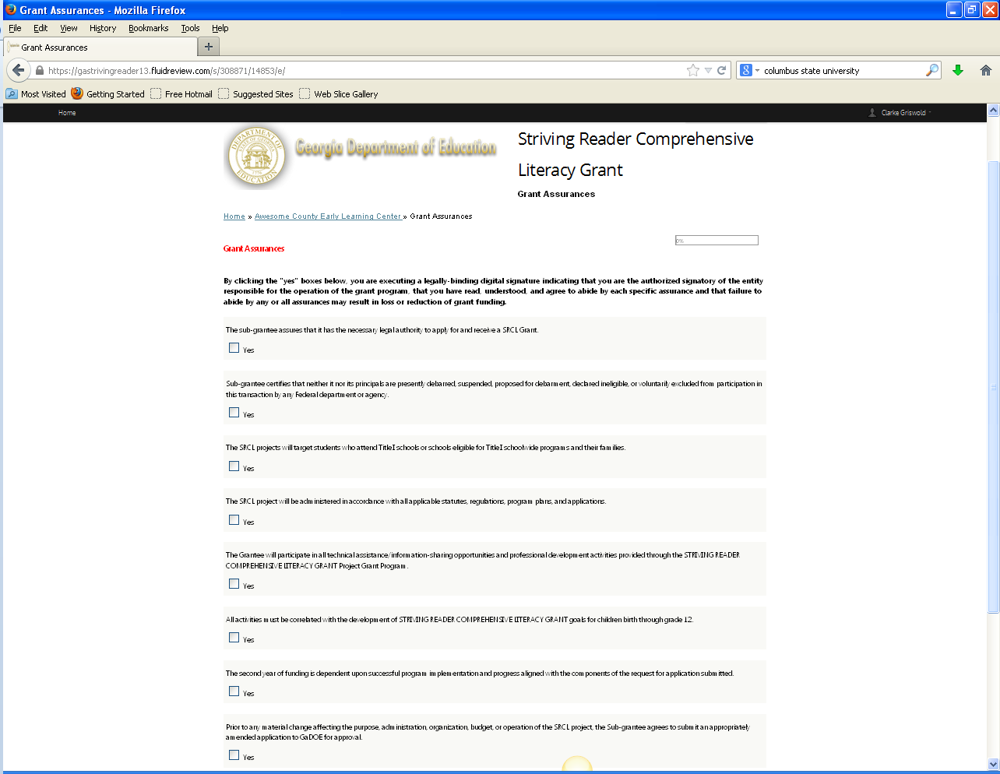 Grant Assurances - Mozilla Firefox
File Edit View History Bookmarks Tools Help
Grant Assurances
https://gastrivingreader13.fluidreview.com/s/308871/14853/e/
8 columbus state university
Most Visited Getting Started Free Hotmail Suggested Sites Web Slice Gallery
Home Clarke Griswold
DEPARTMENT OF EDUCATION
Georgia Department of Education
Striving Reader Comprehensive
Literacy Grant
Grant Assurances
Home » Awesome County Early Learning Center » Grant Assurances
0%
Grant Assurances
By clicking the "yes" boxes below, you are executing a legally-binding digital signature indicating that you are the authorized signatory of the entity
responsible for the operation of the grant program, that you have read, understood, and agree to abide by each specific assurance and that failure to
abide by any or all assurances may result in loss or reduction of grant funding.
The sub-grantee assures that it has the necessary legal authority to apply for and receive a SRCL Grant.
Yes
Sub-grantee certifies that neither it nor its principals are presently debarred, suspended, proposed for debarment, declared ineligible, or voluntarily excluded from participation in
this transaction by any Federal department or agency.
Yes
The SRCL projects will target students who attend Title I schools or schools eligible for Title I schoolwide programs and their families.
Yes
The SRCL project will be administered in accordance with all applicable statutes, regulations, program plans, and applications.
Yes
The Grantee will participate in all technical assistance/information-sharing opportunities and professional development activities provided through the STRIVING READER
COMPREHENSIVE LITERACY GRANT Project Grant Program.
Yes
All activities must be correlated with the development of STRIVING READER COMPREHENSIVE LITERACY GRANT goals for children birth through grade 12.
Yes
The second year of funding is dependent upon successful program implementation and progress aligned with the components of the request for application submitted.
Yes
Prior to any material change affecting the purpose, administration, organization, budget, or operation of the SRCL project, the Sub-grantee agrees to submit an appropriately
amended application to GaDOE for approval.
Yes